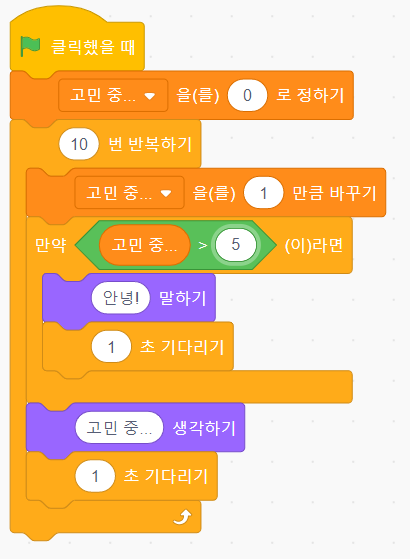 클릭했을 때
고민 중... 을(를) 0 로 정하기
10 번 반복하기
고민 중... 을(를) 1 만큼 바꾸기
만약 고민 중... > 5 (이)라면
안녕! 말하기
1 초 기다리기
고민 중... 생각하기
1 초 기다리기